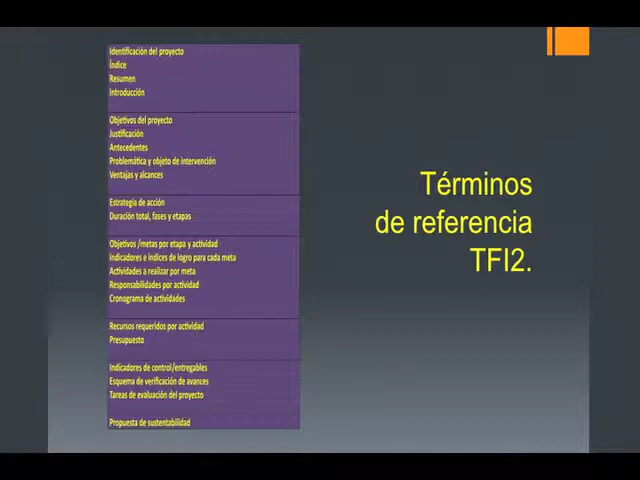 Identificación del proyecto
Índice
Resumen
Introducción
Objetivos del proyecto
Justificación
Antecedentes
Problemática y objeto de intervención
Ventajas y alcances
Estrategia de acción
Duración total, fases y etapas
Objetivos /metas por etapa y actividad
Indicadores e índices de logro para cada meta
Actividades a realizar por meta
Responsabilidades por actividad
Cronograma de actividades
Recursos requeridos por actividad
Presupuesto
Indicadores de control/entregables
Esquema de verificación de avances
Tareas de evaluación del proyecto
Propuesta de sustentabilidad
Términos
de referencia
TFI2.